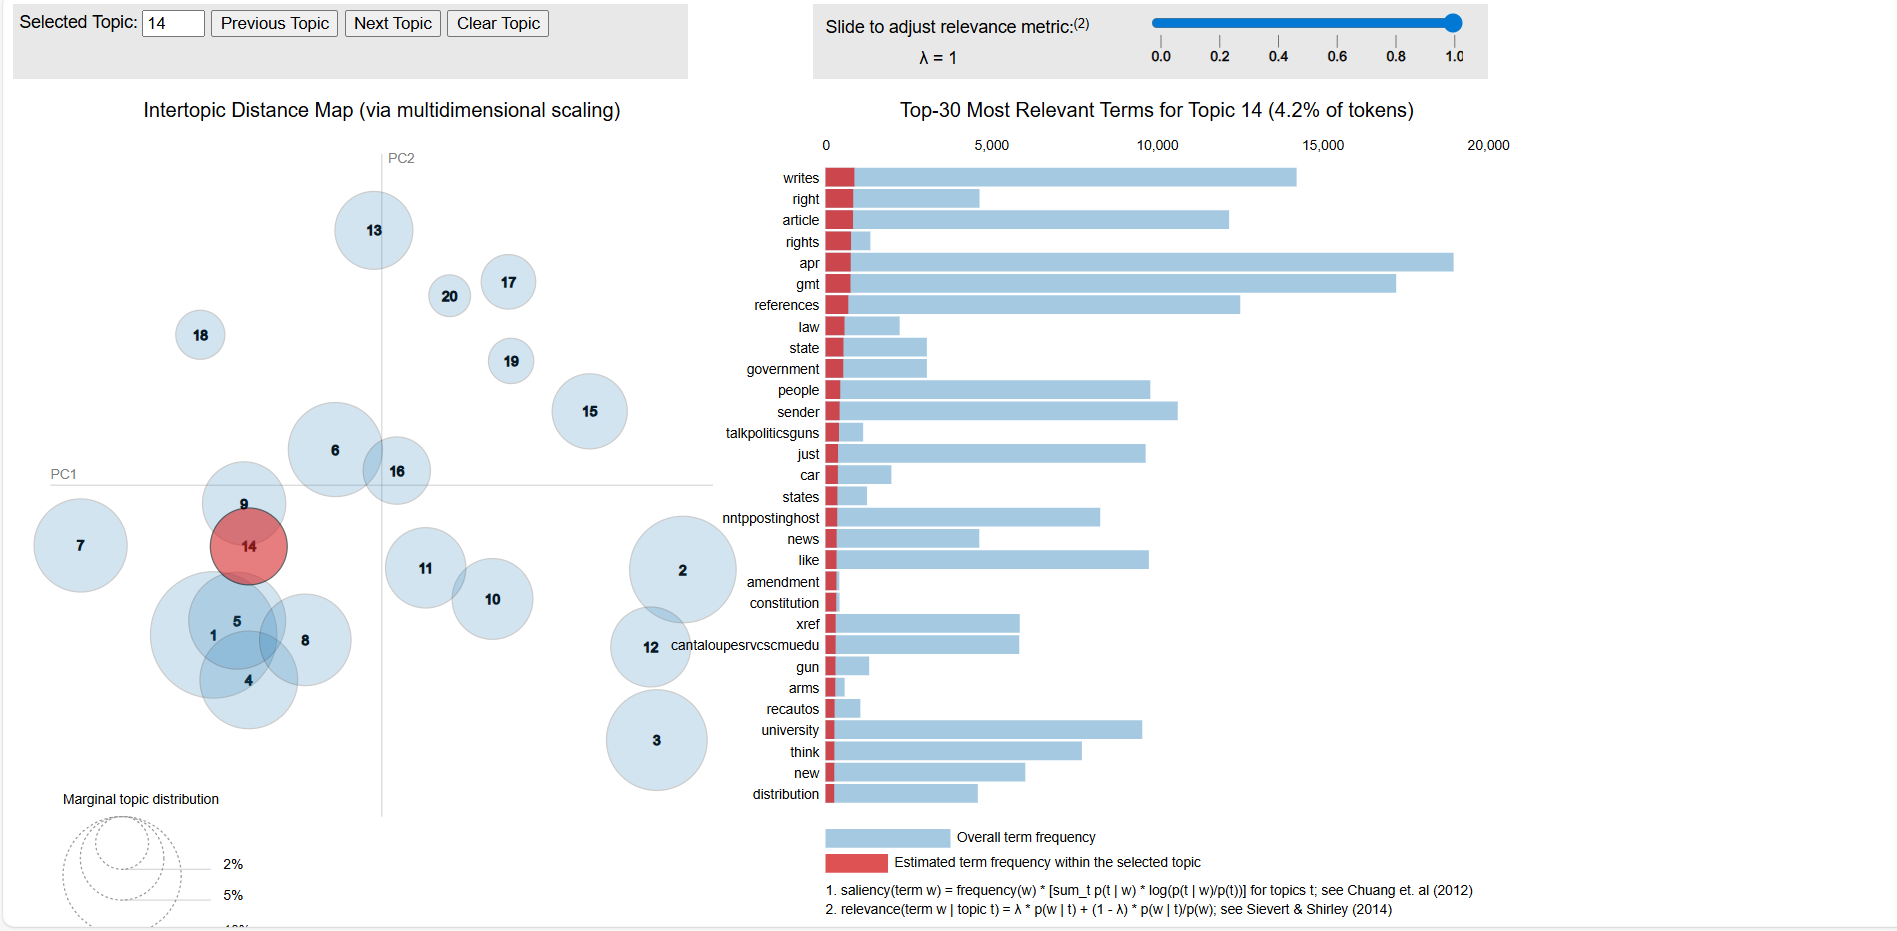 Selected Topic: 14 Previous Topic Next Topic Clear Topic
Slide to adjust relevance metric:(2)
λ = 1
0.0 0.2 0.4 0.6 0.8 1.0
Intertopic Distance Map (via multidimensional scaling)
PC2
PC1
13
20
17
18
19
15
6
16
9
7
14
11
2
10
5
1
8
12
4
3
Marginal topic distribution
2%
5%
Top-30 Most Relevant Terms for Topic 14 (4.2% of tokens)
0 5,000 10,000 15,000 20,000
writes
right
article
rights
apr
gmt
references
law
state
government
people
sender
talkpoliticsguns
just
car
states
nntppostinghost
news
like
amendment
constitution
xref
cantaloupesrvcscmuedu
gun
arms
recautos
university
think
new
distribution
Overall term frequency
Estimated term frequency within the selected topic
1. saliency(term w) = frequency(w) * [sum_t p(t | w) * log(p(t | w)/p(t))] for topics t; see Chuang et. al (2012)
2. relevance(term w | topic t) = λ * p(w | t) + (1 - λ) * p(w | t)/p(w); see Sievert & Shirley (2014)